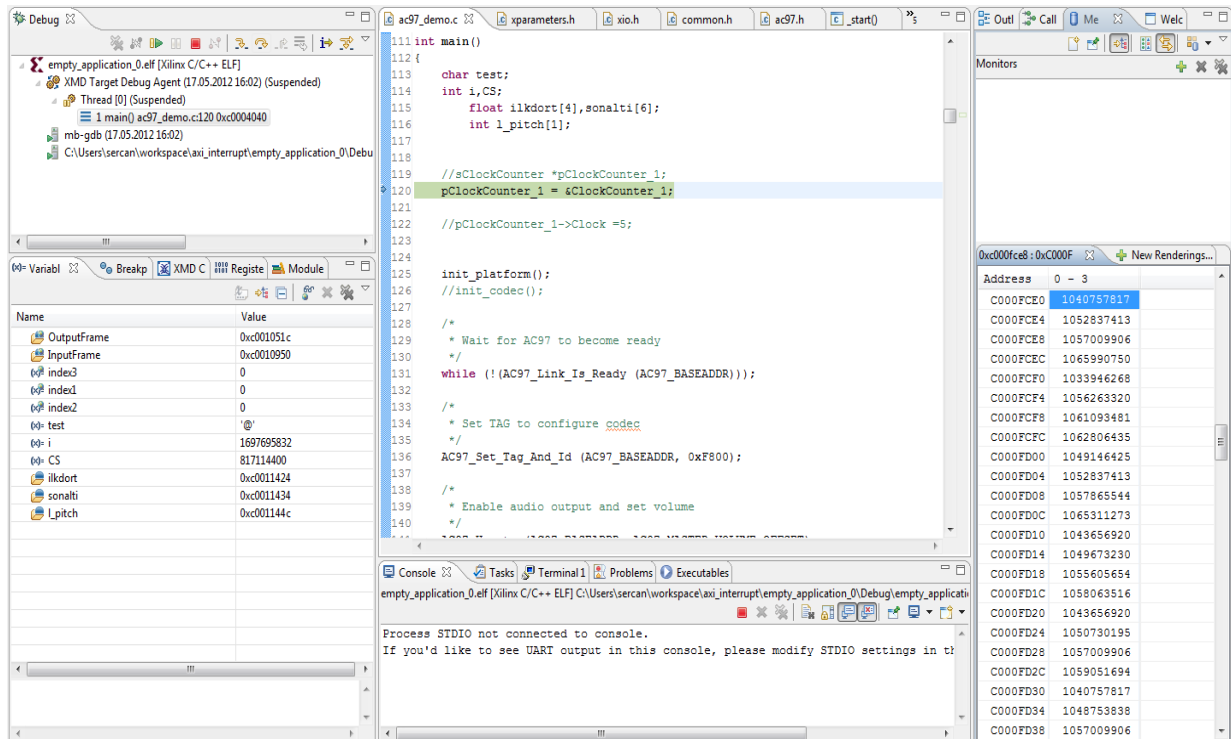 Debug
empty_application_0.elf [Xilinx C/C++ ELF]
XMD Target Debug Agent (17.05.2012 16:02) (Suspended)
Thread [0] (Suspended)
1 main() ac97_demo.c:120 0xc0004040
mb-gdb (17.05.2012 16:02)
C:\Users\sercan\workspace\axi_interrupt\empty_application_0\Debu
Variabl Breakp XMD C Registe Module
Name Value
OutputFrame 0xc001051c
InputFrame 0xc0010950
index3 0
index1 0
index2 0
test '@'
i 1697695832
CS 817114400
ilkdort 0xc0011424
sonalti 0xc0011434
l_pitch 0xc001144c
ac97_demo.c xparameters.h xio.h common.h ac97.h _start() 5
111 int main()
112 {
113 char test;
114 int i,CS;
115 float ilkdort[4],sonalti[6];
116 int l_pitch[1];
117
118
119 //sClockCounter *pClockCounter_1;
120 pClockCounter_1 = &ClockCounter_1;
121
122 //pClockCounter_1->Clock =5;
123
124
125 init_platform();
126 //init_codec();
127
128 /*
129 * Wait for AC97 to become ready
130 */
131 while (!(AC97_Link_Is_Ready (AC97_BASEADDR)));
132
133 /*
134 * Set TAG to configure codec
135 */
136 AC97_Set_Tag_And_Id (AC97_BASEADDR, 0xF800);
137
138 /*
139 * Enable audio output and set volume
140 */
Console Tasks Terminal 1 Problems Executables
empty_application_0.elf [Xilinx C/C++ ELF] C:\Users\sercan\workspace\axi_interrupt\empty_application_0\Debug\empty_applicati
Process STDIO not connected to console.
If you'd like to see UART output in this console, please modify STDIO settings in th
Outl Call Me Welc
Monitors
0xc000fce8 : 0xC000F New Renderings...
Address 0 - 3
C000FCE0 1040757817
C000FCE4 1052837413
C000FCE8 1057009906
C000FCEC 1065990750
C000FCF0 1033946268
C000FCF4 1056263320
C000FCF8 1061093481
C000FCFC 1062806435
C000FD00 1049146425
C000FD04 1052837413
C000FD08 1057865544
C000FD0C 1065311273
C000FD10 1043656920
C000FD14 1049673230
C000FD18 1055605654
C000FD1C 1058063516
C000FD20 1043656920
C000FD24 1050730195
C000FD28 1057009906
C000FD2C 1059051694
C000FD30 1040757817
C000FD34 1048753838
C000FD38 1057009906